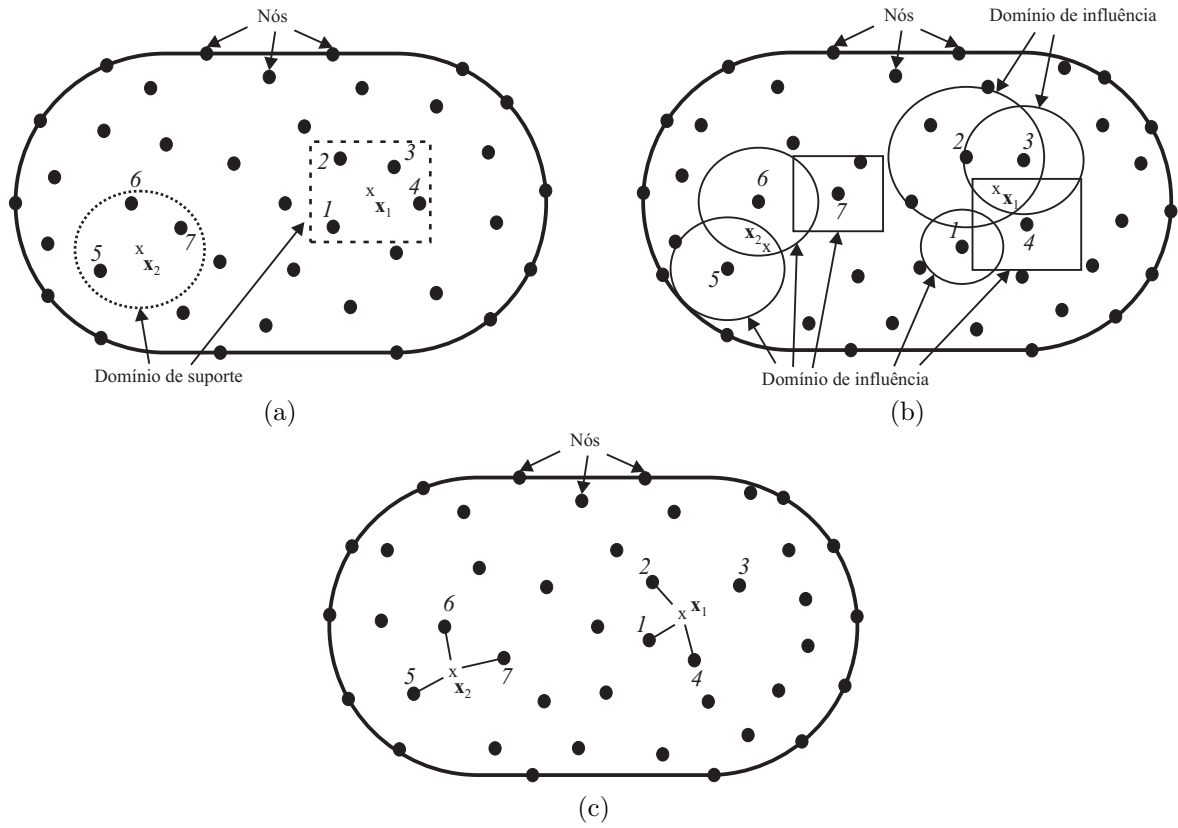 Nós
2
3
x
x₁
4
1
6
7
x
x₂
5
Domínio de suporte
(a)
Nós
Domínio de influência
2
3
x
x₁
4
1
6
7
x₂
x
5
Domínio de influência
(b)
Nós
2
3
x₁
x
1
4
6
7
5
x
x₂
(c)